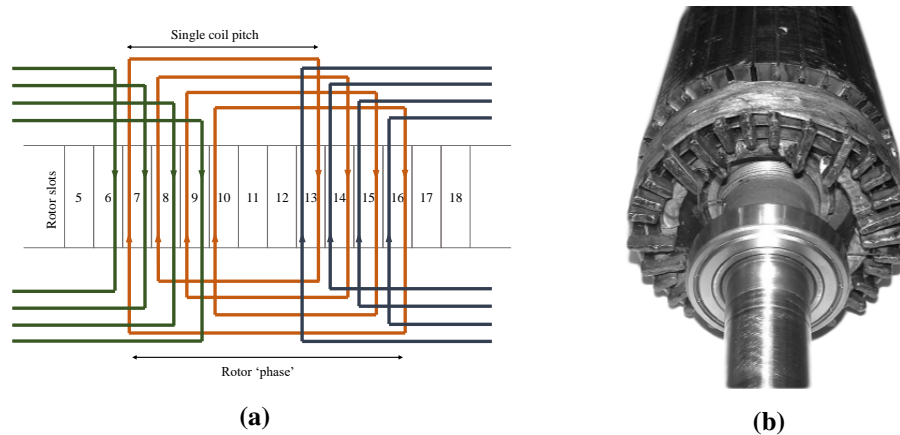 Single coil pitch
Rotor slots
5 6 7 8 9 10 11 12 13 14 15 16 17 18
Rotor ‘phase’
(a)
(b)